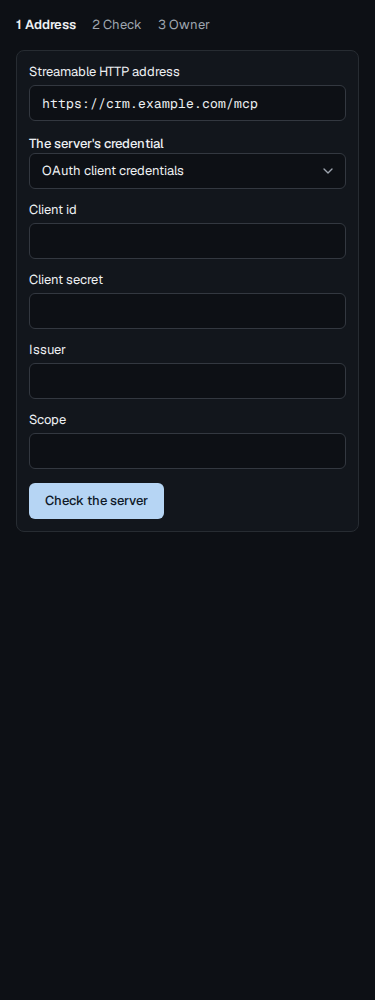 1 Address 2 Check 3 Owner
Streamable HTTP address
https://crm.example.com/mcp
The server's credential
OAuth client credentials
Client id
Client secret
Issuer
Scope
Check the server